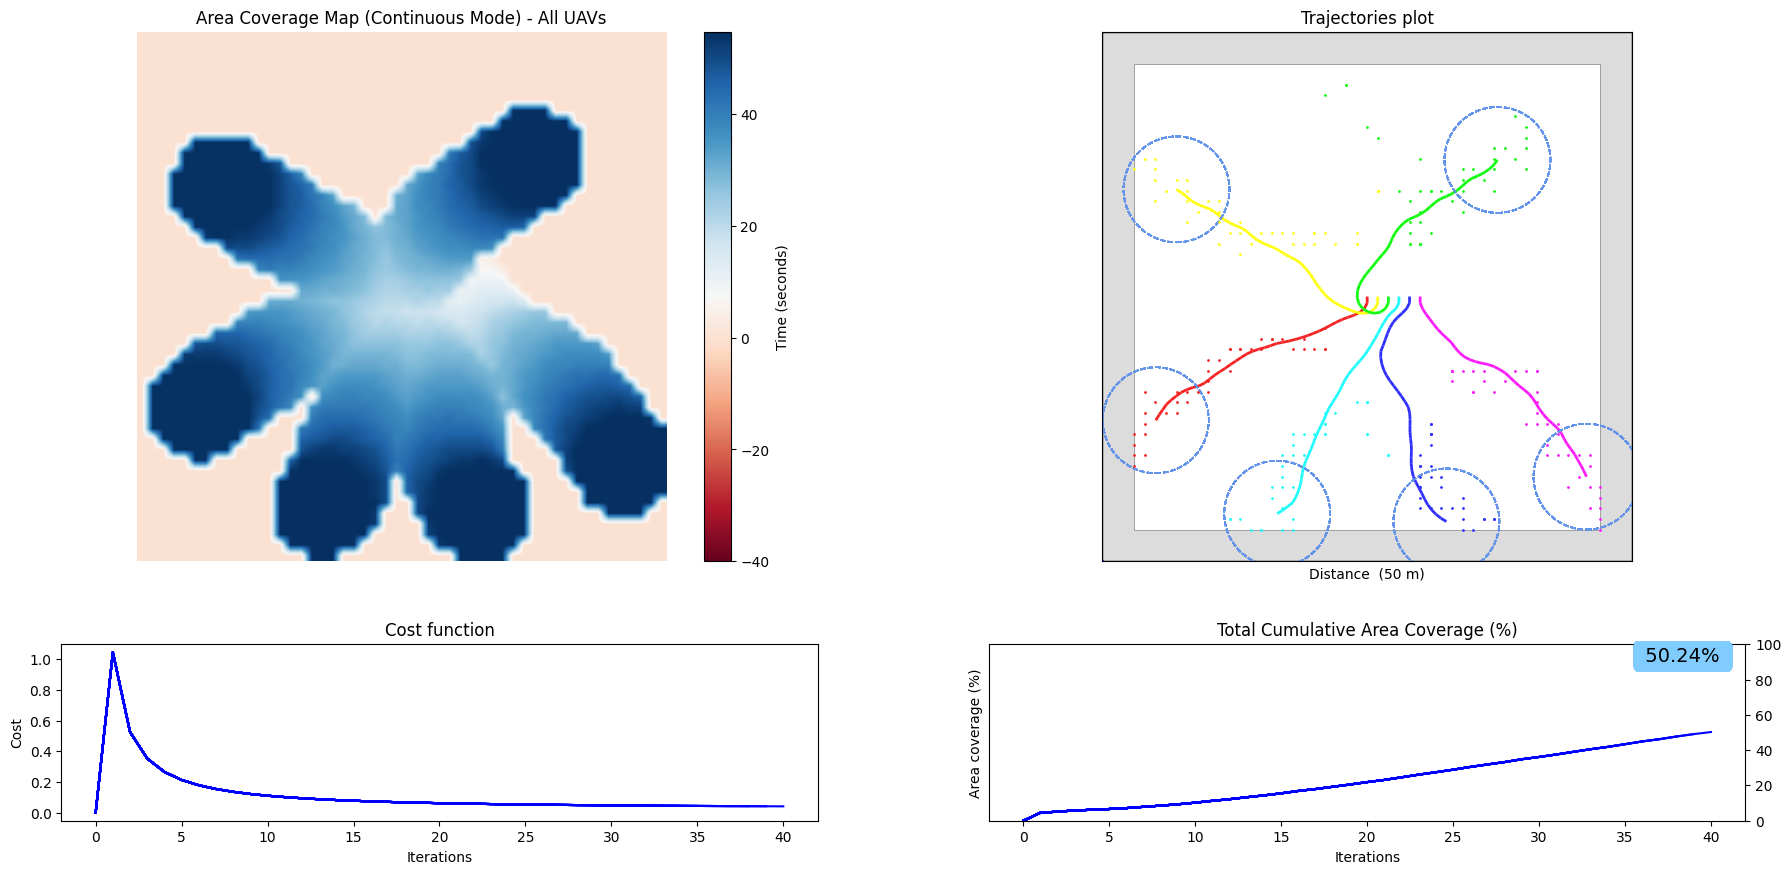 Area Coverage Map (Continuous Mode) - All UAVs
40
20
0
−20
−40
Time (seconds)
Trajectories plot
Distance  (50 m)
Cost function
1.0
0.8
0.6
0.4
0.2
0.0
Cost
0 5 10 15 20 25 30 35 40
Iterations
Total Cumulative Area Coverage (%)
50.24%
Area coverage (%)
100
80
60
40
20
0
0 5 10 15 20 25 30 35 40
Iterations